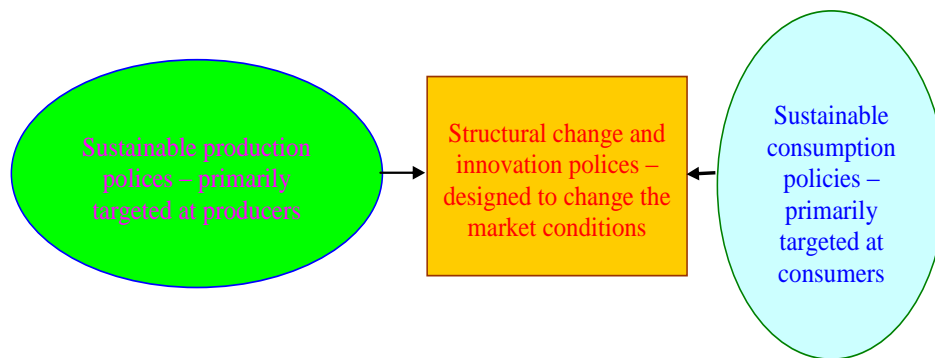 Sustainable production
polices – primarily
targeted at producers
Structural change and
innovation polices –
designed to change the
market conditions
Sustainable
consumption
policies –
primarily
targeted at
consumers